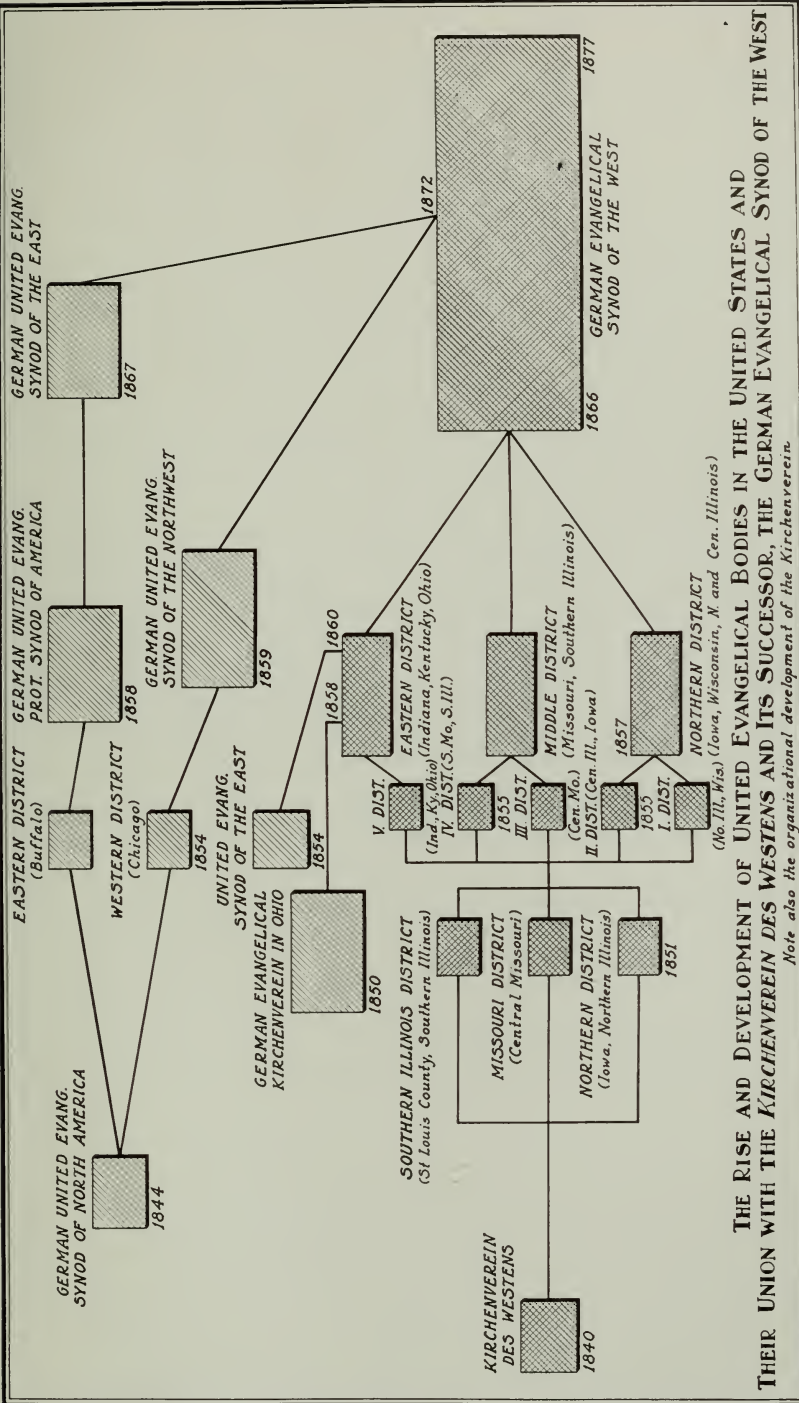 GERMAN UNITED EVANG.
SYNOD OF NORTH AMERICA
1844
EASTERN DISTRICT
(Buffalo)
WESTERN DISTRICT
(Chicago)
1854
GERMAN UNITED EVANG.
PROT. SYNOD OF AMERICA
1858
GERMAN UNITED EVANG.
SYNOD OF THE NORTHWEST
1859
GERMAN UNITED EVANG.
SYNOD OF THE EAST
1867
1872
UNITED EVANG.
SYNOD OF THE EAST
1854
GERMAN EVANGELICAL
KIRCHENVEREIN IN OHIO
1850
1858
1860
KIRCHENVEREIN
DES WESTENS
1840
SOUTHERN ILLINOIS DISTRICT
(St Louis County, Southern Illinois)
MISSOURI DISTRICT
(Central Missouri)
NORTHERN DISTRICT
(Iowa, Northern Illinois)
1851
V. DIST.
(Ind., Ky, Ohio)
IV. DIST. (S. Mo, S. Ill.)
1855
III. DIST.
(Cen. Mo.)
II. DIST. (Cen. Ill., Iowa)
1855
I. DIST.
(No. Ill, Wis.)
EASTERN DISTRICT
(Indiana, Kentucky, Ohio)
MIDDLE DISTRICT
(Missouri, Southern Illinois)
1857
NORTHERN DISTRICT
(Iowa, Wisconsin, N. and Cen. Illinois)
1866
GERMAN EVANGELICAL
SYNOD OF THE WEST
1877
THE RISE AND DEVELOPMENT OF UNITED EVANGELICAL BODIES IN THE UNITED STATES AND
THEIR UNION WITH THE KIRCHENVEREIN DES WESTENS AND ITS SUCCESSOR, THE GERMAN EVANGELICAL SYNOD OF THE WEST
Note also the organizational development of the Kirchenverein